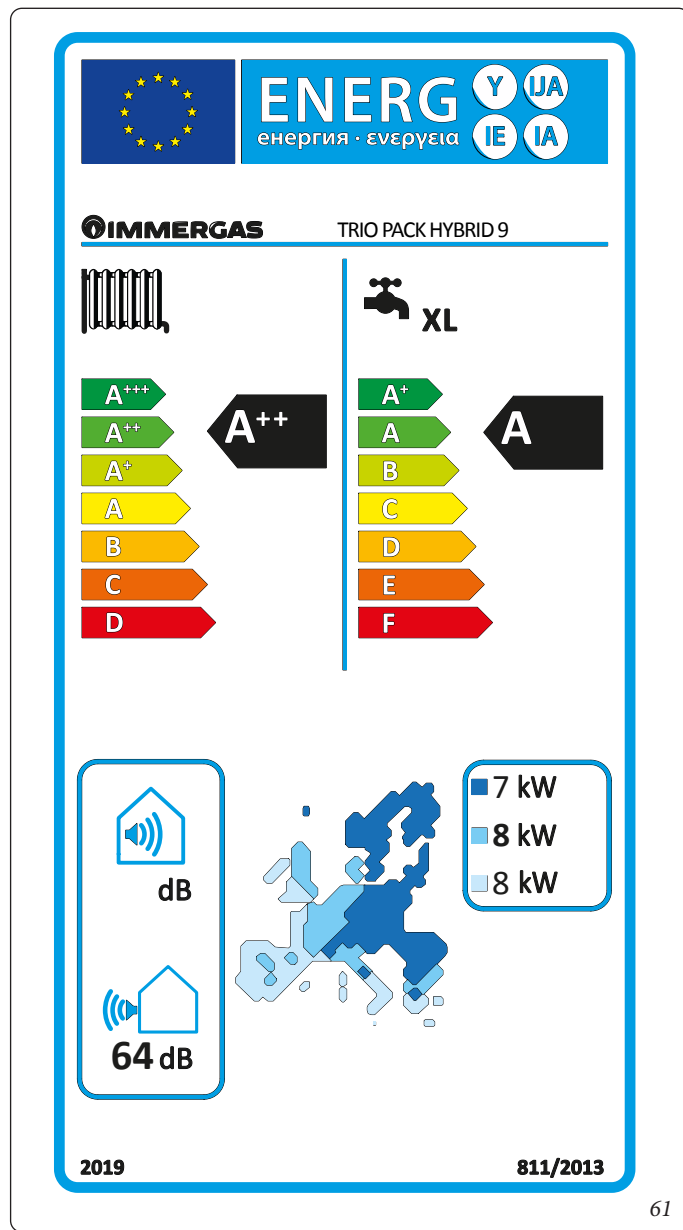 ENERG Y IJA
енергия · ενεργεια IE IA
IMMERGAS TRIO PACK HYBRID 9
XL
A+++
A++
A+
A
B
C
D
A++
A+
A
B
C
D
E
F
A
dB
64 dB
7 kW
8 kW
8 kW
2019 811/2013
61